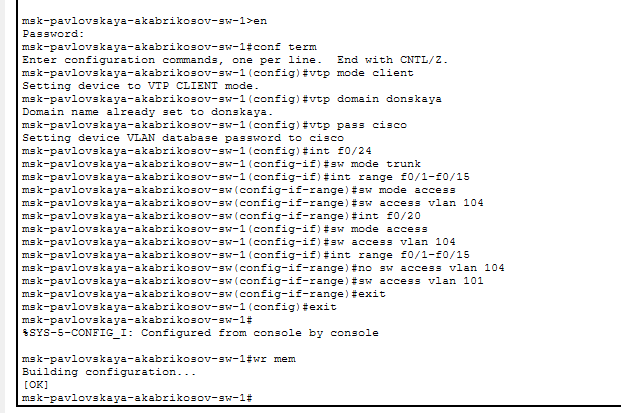 msk-pavlovskaya-akabrikosov-sw-1>en
Password:
msk-pavlovskaya-akabrikosov-sw-1#conf term
Enter configuration commands, one per line.  End with CNTL/Z.
msk-pavlovskaya-akabrikosov-sw-1(config)#vtp mode client
Setting device to VTP CLIENT mode.
msk-pavlovskaya-akabrikosov-sw-1(config)#vtp domain donskaya
Domain name already set to donskaya.
msk-pavlovskaya-akabrikosov-sw-1(config)#vtp pass cisco
Setting device VLAN database password to cisco
msk-pavlovskaya-akabrikosov-sw-1(config)#int f0/24
msk-pavlovskaya-akabrikosov-sw-1(config-if)#sw mode trunk
msk-pavlovskaya-akabrikosov-sw-1(config-if)#int range f0/1-f0/15
msk-pavlovskaya-akabrikosov-sw(config-if-range)#sw mode access
msk-pavlovskaya-akabrikosov-sw(config-if-range)#sw access vlan 104
msk-pavlovskaya-akabrikosov-sw(config-if-range)#int f0/20
msk-pavlovskaya-akabrikosov-sw-1(config-if)#sw mode access
msk-pavlovskaya-akabrikosov-sw-1(config-if)#sw access vlan 104
msk-pavlovskaya-akabrikosov-sw-1(config-if)#int range f0/1-f0/15
msk-pavlovskaya-akabrikosov-sw(config-if-range)#no sw access vlan 104
msk-pavlovskaya-akabrikosov-sw(config-if-range)#sw access vlan 101
msk-pavlovskaya-akabrikosov-sw(config-if-range)#exit
msk-pavlovskaya-akabrikosov-sw-1(config)#exit
msk-pavlovskaya-akabrikosov-sw-1#
%SYS-5-CONFIG_I: Configured from console by console
msk-pavlovskaya-akabrikosov-sw-1#wr mem
Building configuration...
[OK]
msk-pavlovskaya-akabrikosov-sw-1#